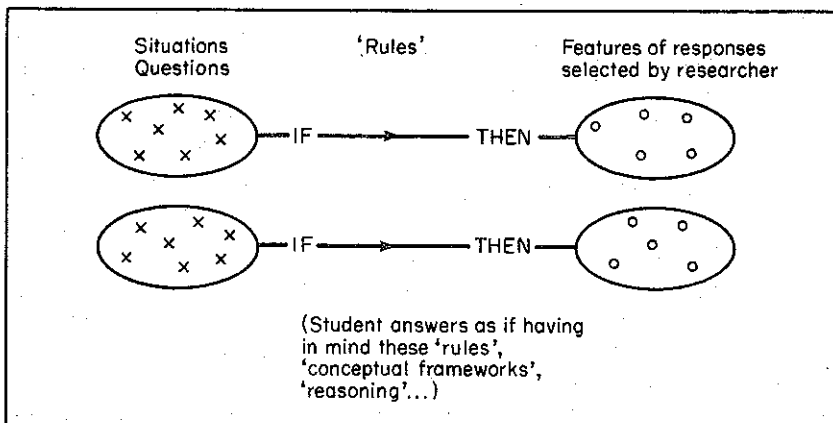 Situations
Questions
'Rules'
Features of responses
selected by researcher
IF
THEN
IF
THEN
(Student answers as if having
in mind these 'rules',
'conceptual frameworks',
'reasoning'...)